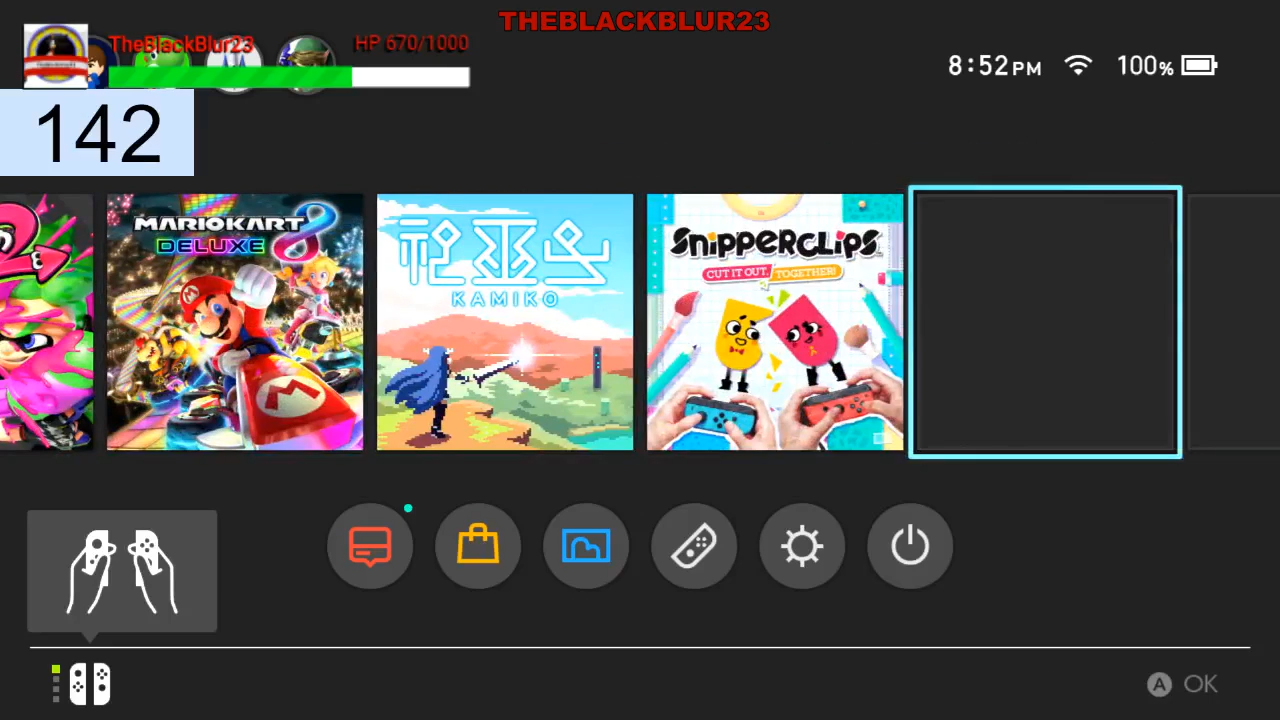 THEBLACKBLUR23
TheBlackBlur23
HP 670/1000
8:52PM
100%
142
2
MARIOKART 8
DELUXE
KAMIKO
SNIPPERCLIPS
CUT IT OUT, TOGETHER!
M
M
A OK